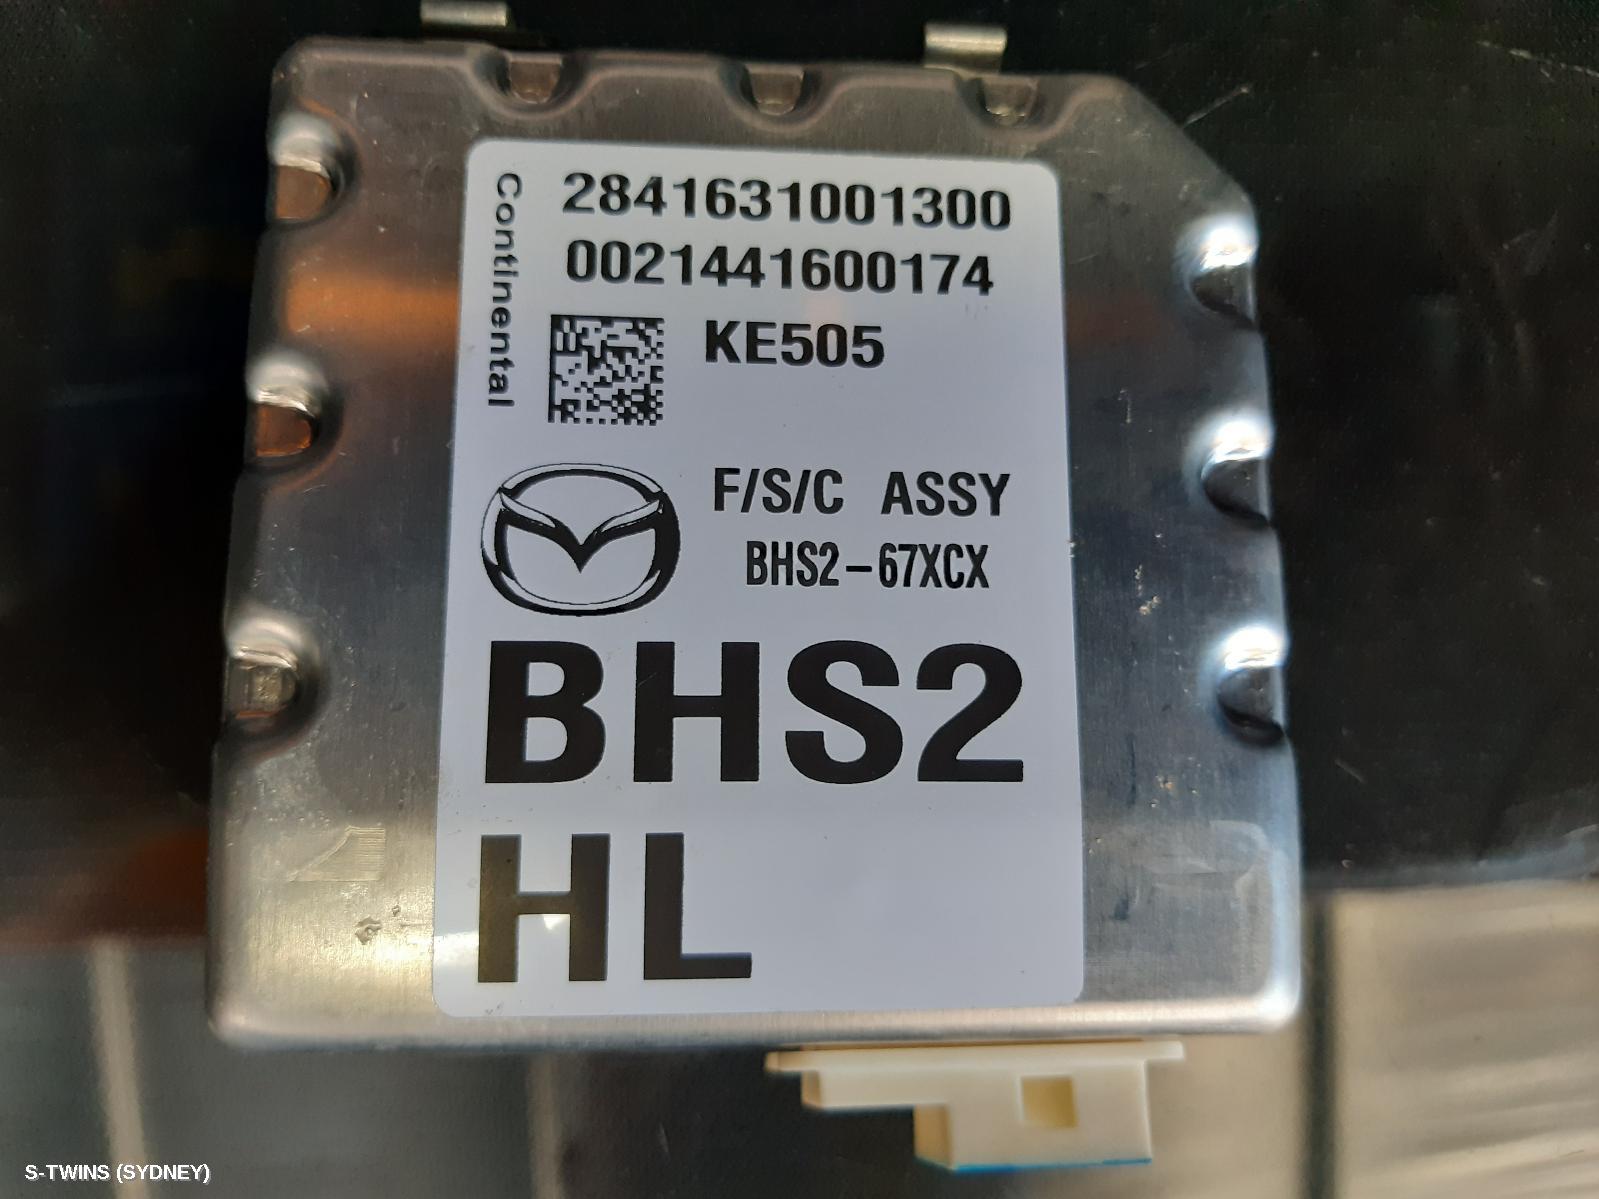 Continental
2841631001300
0021441600174
KE505
F/S/C ASSY
BHS2-67XCX
BHS2
HL
S-TWINS (SYDNEY)